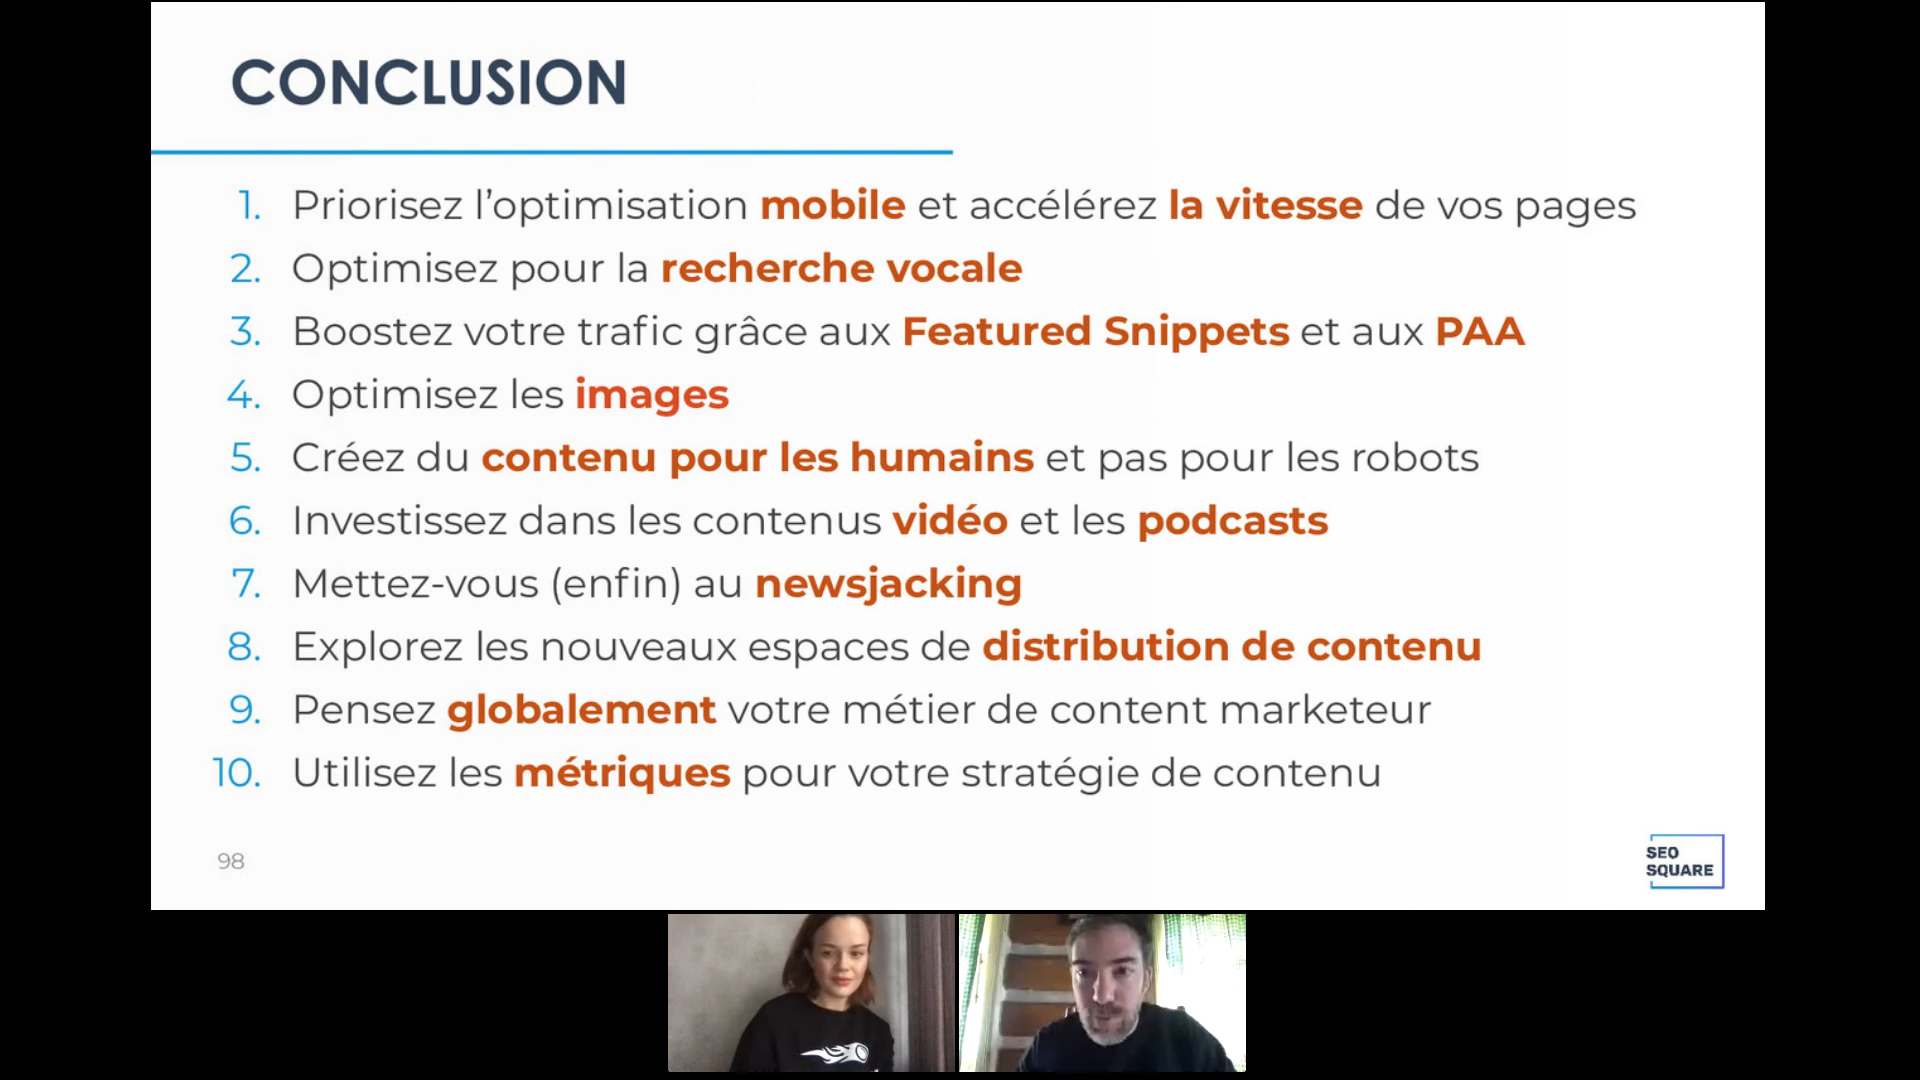 CONCLUSION
1. Priorisez l’optimisation mobile et accélérez la vitesse de vos pages
2. Optimisez pour la recherche vocale
3. Boostez votre trafic grâce aux Featured Snippets et aux PAA
4. Optimisez les images
5. Créez du contenu pour les humains et pas pour les robots
6. Investissez dans les contenus vidéo et les podcasts
7. Mettez-vous (enfin) au newsjacking
8. Explorez les nouveaux espaces de distribution de contenu
9. Pensez globalement votre métier de content marketeur
10. Utilisez les métriques pour votre stratégie de contenu
98
SEO
SQUARE